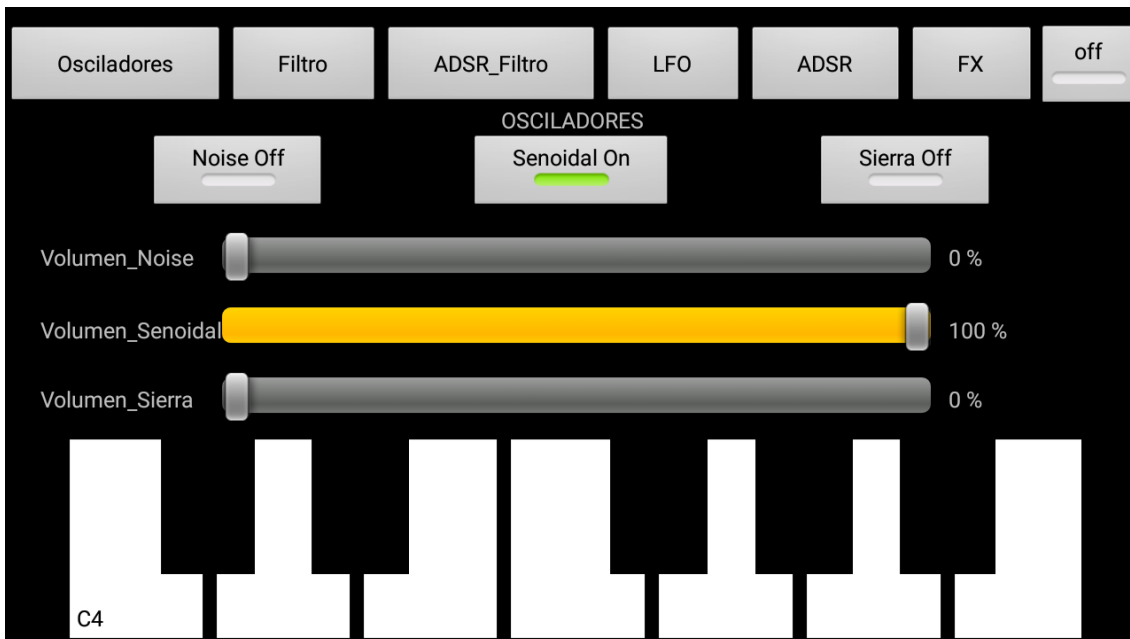 Osciladores Filtro ADSR_Filtro LFO ADSR FX off
OSCILADORES
Noise Off Senoidal On Sierra Off
Volumen_Noise 0 %
Volumen_Senoidal 100 %
Volumen_Sierra 0 %
C4